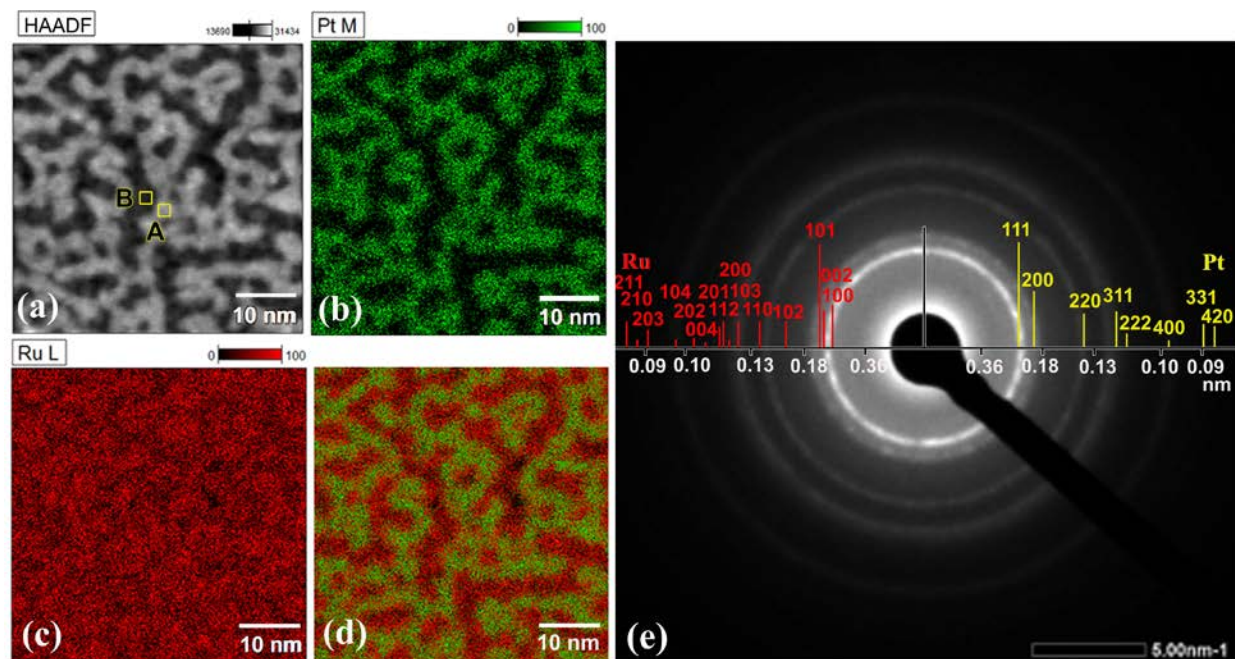 HAADF
13690 31434
B
A
(a)
10 nm
Pt M
0 100
(b)
10 nm
Ru L
0 100
(c)
10 nm
(d)
10 nm
Ru
211
210
203
104
202
004
201
112
200
103
110
102
101
002
100
111
200
220
311
222
400
331
420
Pt
0.09 0.10 0.13 0.18 0.36 0.36 0.18 0.13 0.10 0.09
nm
(e)
5.00nm-1